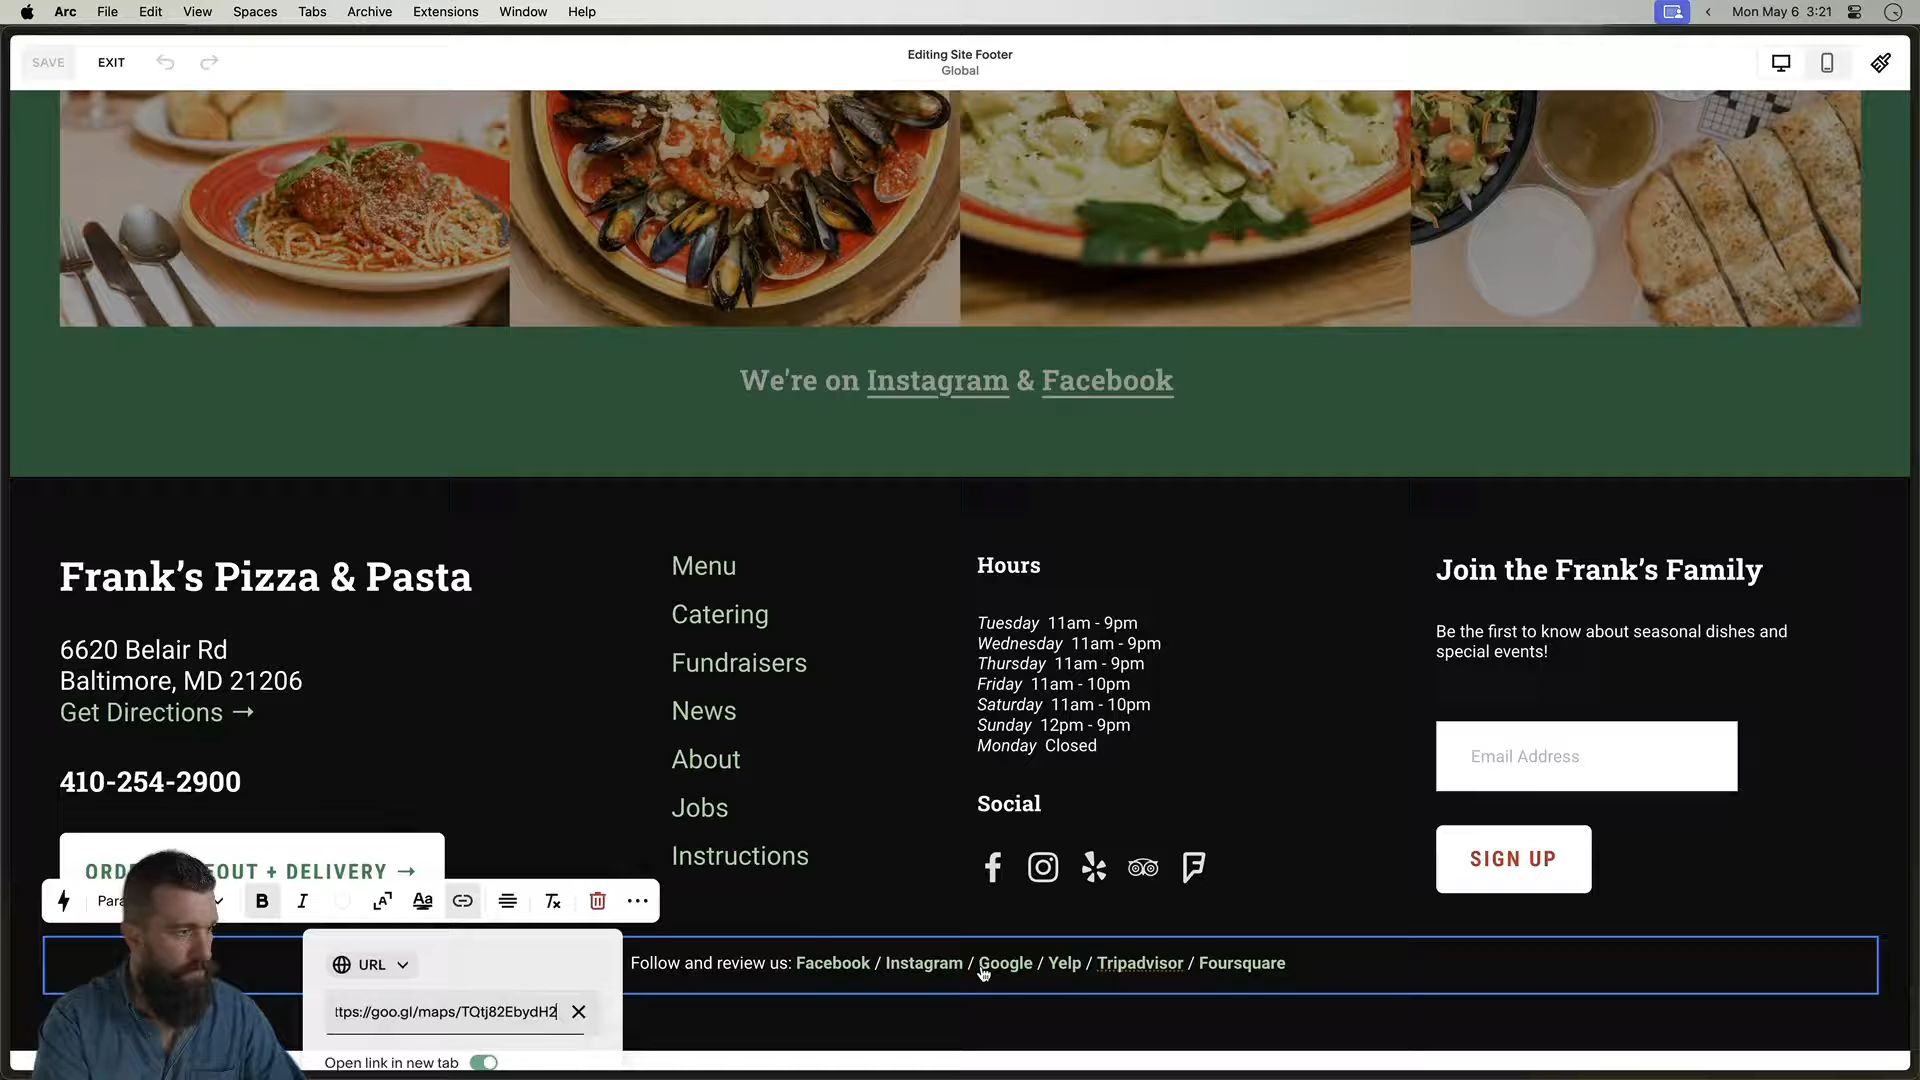 Arc File Edit View Spaces Tabs Archive Extensions Window Help
Mon May 6 3:21
SAVE EXIT
Editing Site Footer
Global
We're on Instagram & Facebook
Frank's Pizza & Pasta
6620 Belair Rd
Baltimore, MD 21206
Get Directions →
410-254-2900
Menu
Catering
Fundraisers
News
About
Jobs
Instructions
Hours
Tuesday 11am - 9pm
Wednesday 11am - 9pm
Thursday 11am - 9pm
Friday 11am - 10pm
Saturday 11am - 10pm
Sunday 12pm - 9pm
Monday Closed
Social
Join the Frank's Family
Be the first to know about seasonal dishes and
special events!
Email Address
SIGN UP
OUT + DELIVERY →
B I Aa
Follow and review us: Facebook / Instagram / Google / Yelp / Tripadvisor / Foursquare
URL
ttps://goo.gl/maps/TQtj82EbydH2
Open link in new tab